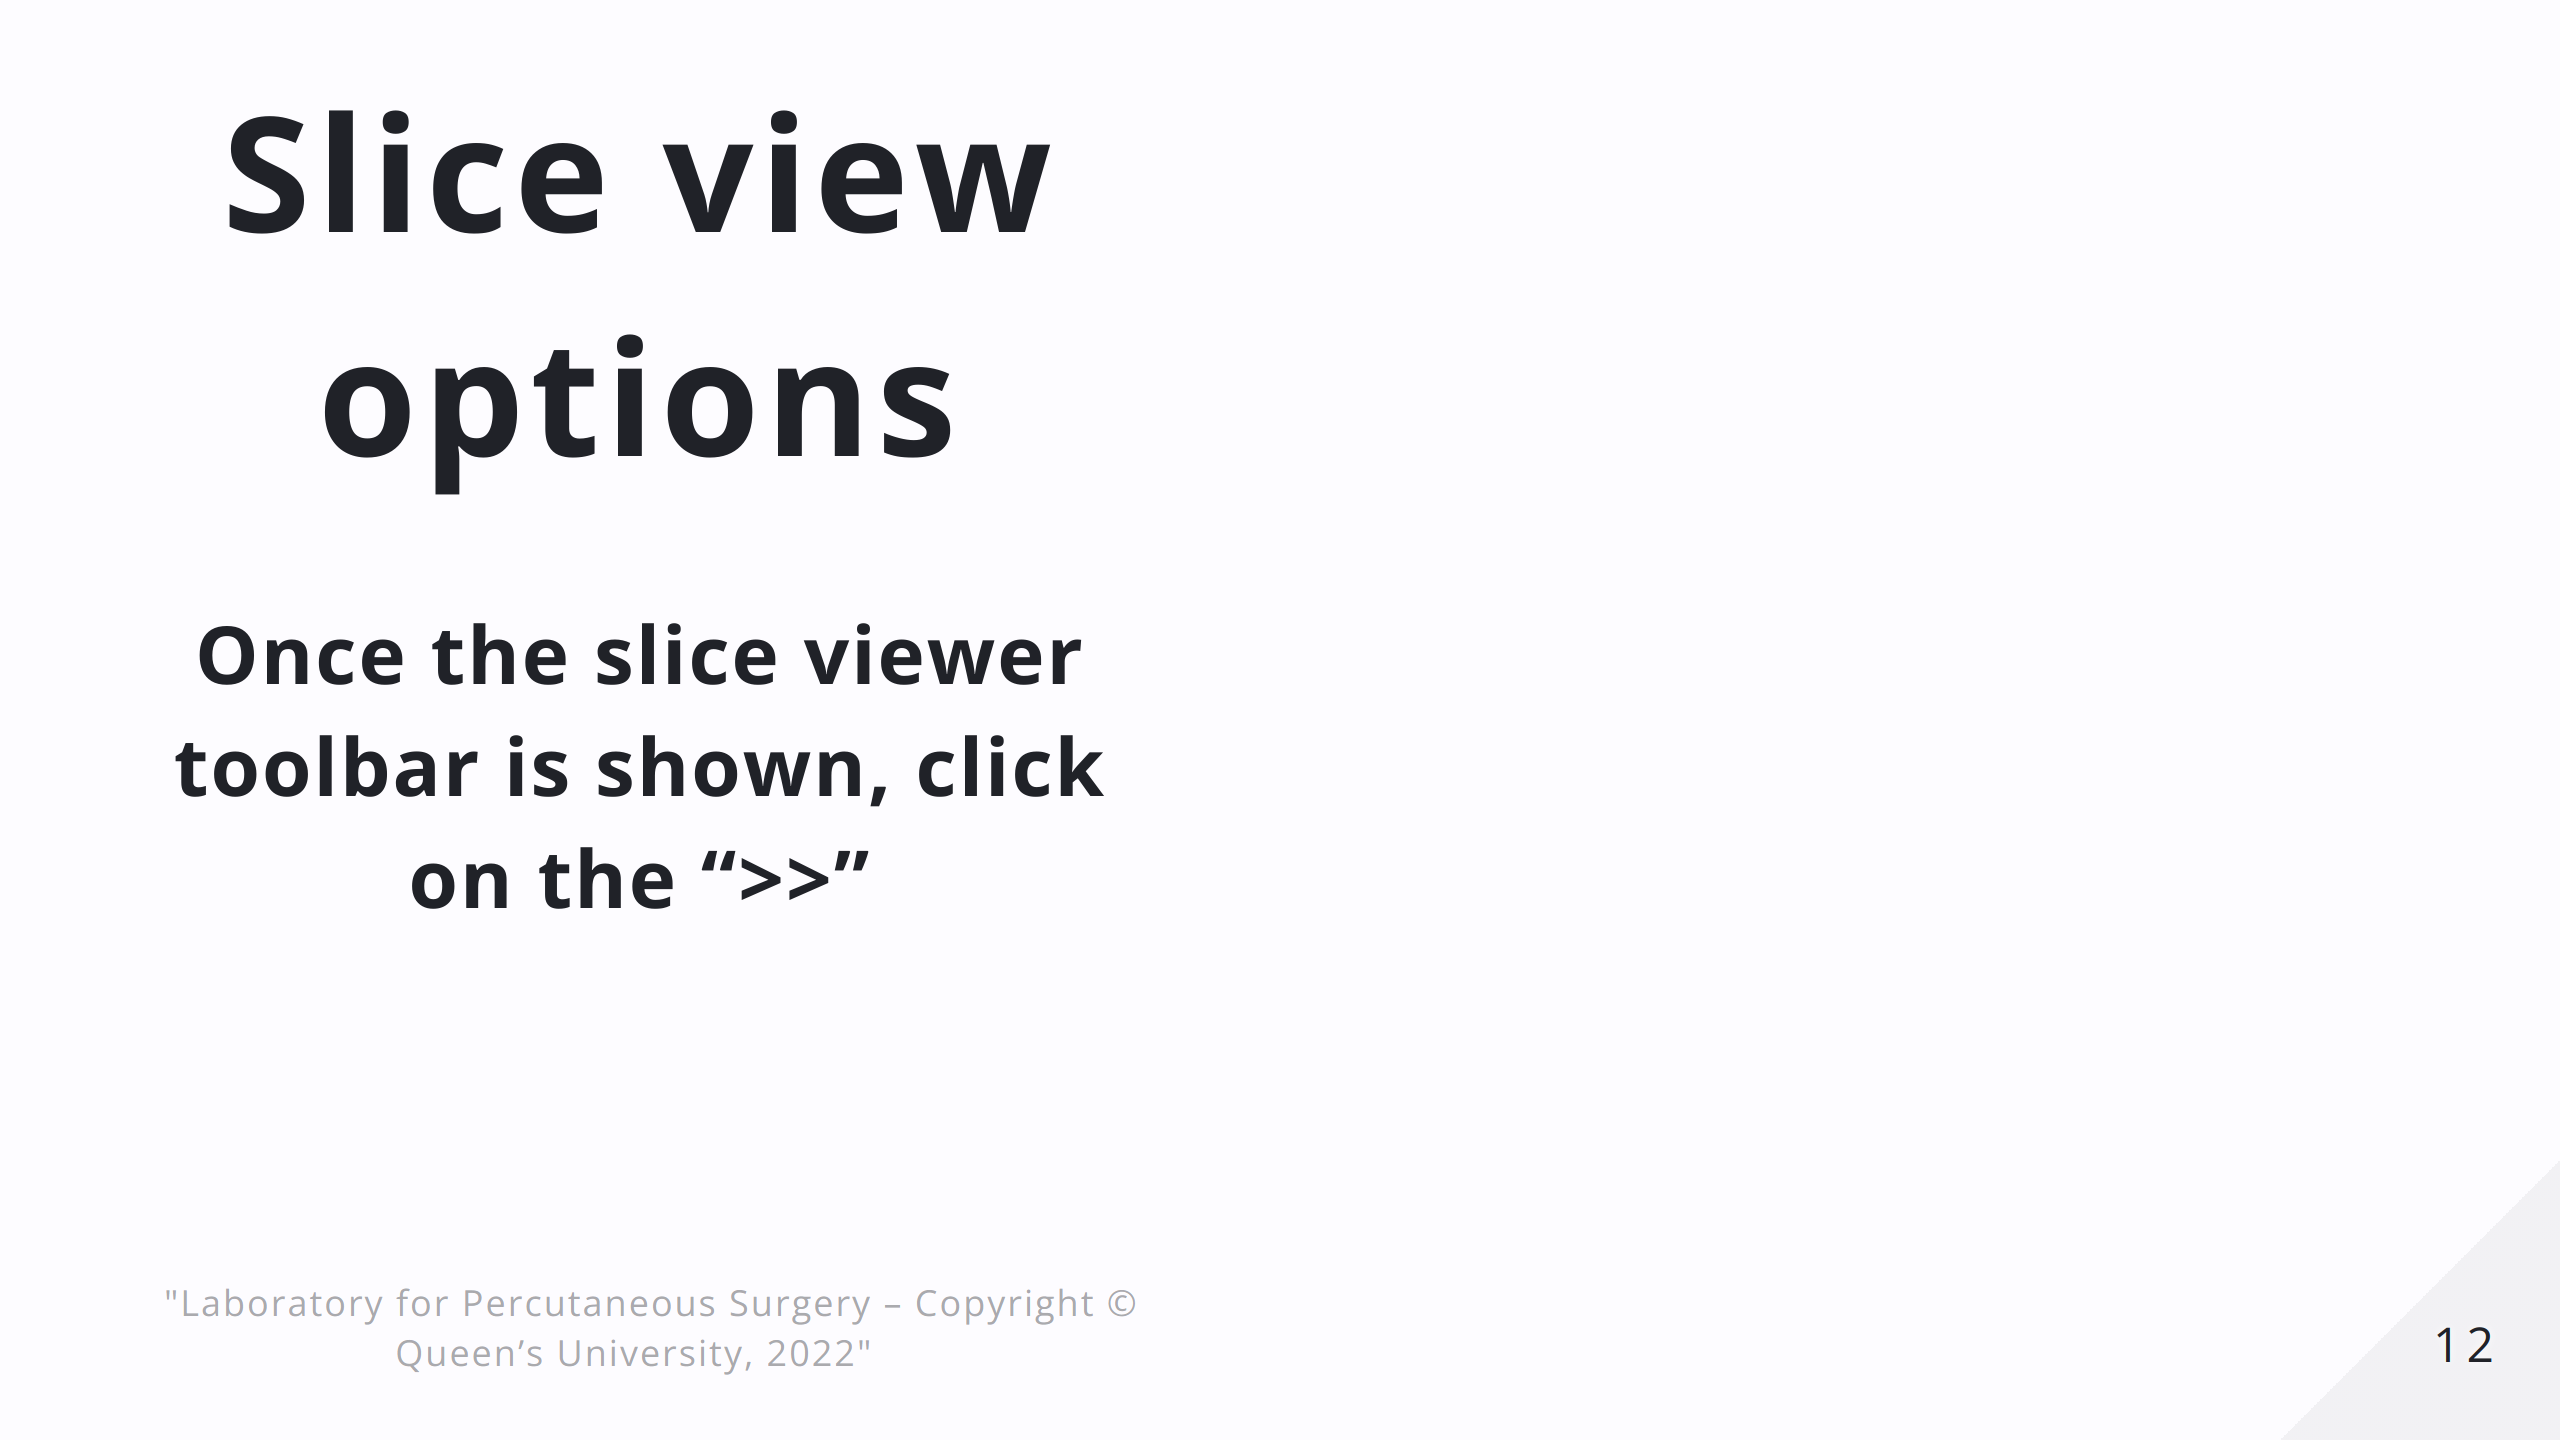 Slice view
options
Once the slice viewer
toolbar is shown, click
on the “>>”
"Laboratory for Percutaneous Surgery – Copyright ©
Queen’s University, 2022"
12